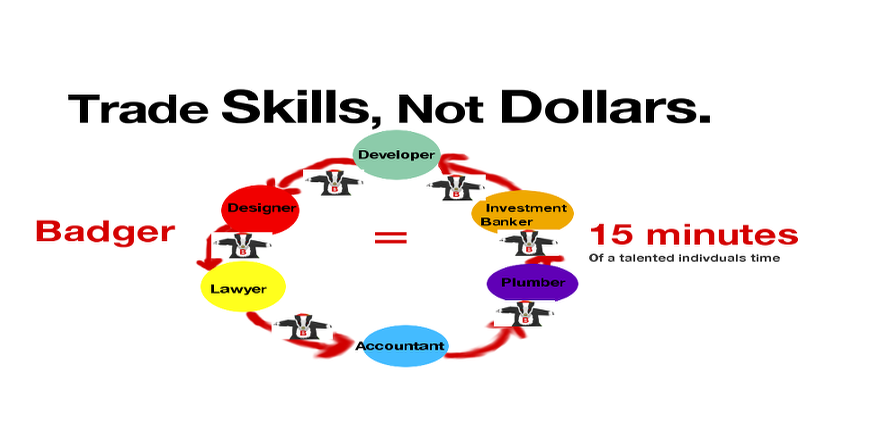 Trade Skills, Not Dollars.
Developer
Designer
Investment
Banker
Badger
=
15 minutes
Of a talented indivduals time
Lawyer
Plumber
Accountant
B
B
B
B
B
B